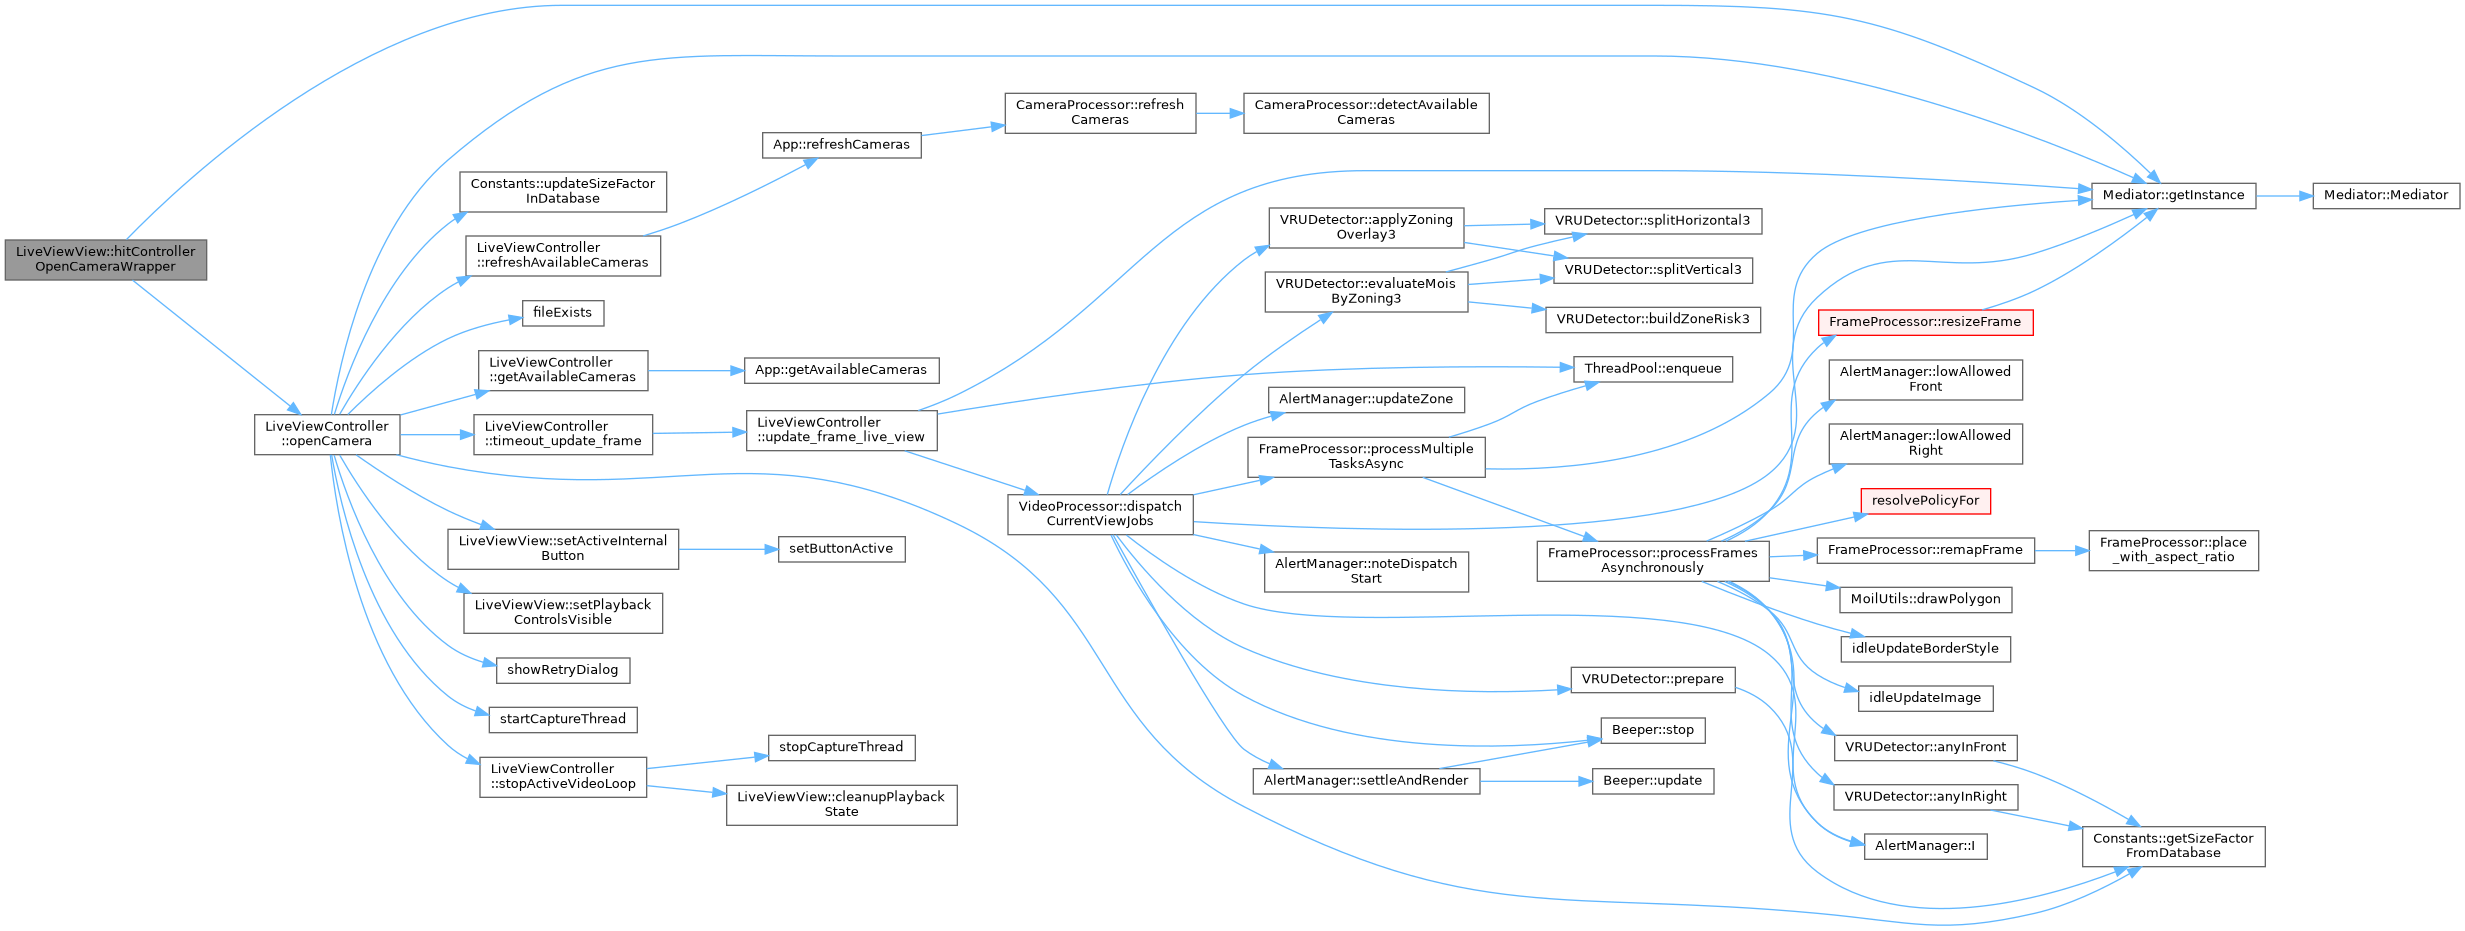 LiveViewView::hitController
OpenCameraWrapper
LiveViewController
::openCamera
Constants::updateSizeFactor
InDatabase
LiveViewController
::refreshAvailableCameras
fileExists
LiveViewController
::getAvailableCameras
LiveViewController
::timeout_update_frame
LiveViewView::setActiveInternal
Button
LiveViewView::setPlayback
ControlsVisible
showRetryDialog
startCaptureThread
LiveViewController
::stopActiveVideoLoop
App::refreshCameras
App::getAvailableCameras
LiveViewController
::update_frame_live_view
setButtonActive
stopCaptureThread
LiveViewView::cleanupPlayback
State
CameraProcessor::refresh
Cameras
VideoProcessor::dispatch
CurrentViewJobs
CameraProcessor::detectAvailable
Cameras
VRUDetector::applyZoning
Overlay3
VRUDetector::evaluateMois
ByZoning3
AlertManager::updateZone
FrameProcessor::processMultiple
TasksAsync
AlertManager::noteDispatch
Start
AlertManager::settleAndRender
VRUDetector::splitHorizontal3
VRUDetector::splitVertical3
VRUDetector::buildZoneRisk3
ThreadPool::enqueue
FrameProcessor::processFrames
Asynchronously
VRUDetector::prepare
Beeper::stop
Beeper::update
FrameProcessor::resizeFrame
AlertManager::lowAllowed
Front
AlertManager::lowAllowed
Right
resolvePolicyFor
FrameProcessor::remapFrame
MoilUtils::drawPolygon
idleUpdateBorderStyle
idleUpdateImage
VRUDetector::anyInFront
VRUDetector::anyInRight
AlertManager::I
Mediator::getInstance
FrameProcessor::place
_with_aspect_ratio
Constants::getSizeFactor
FromDatabase
Mediator::Mediator